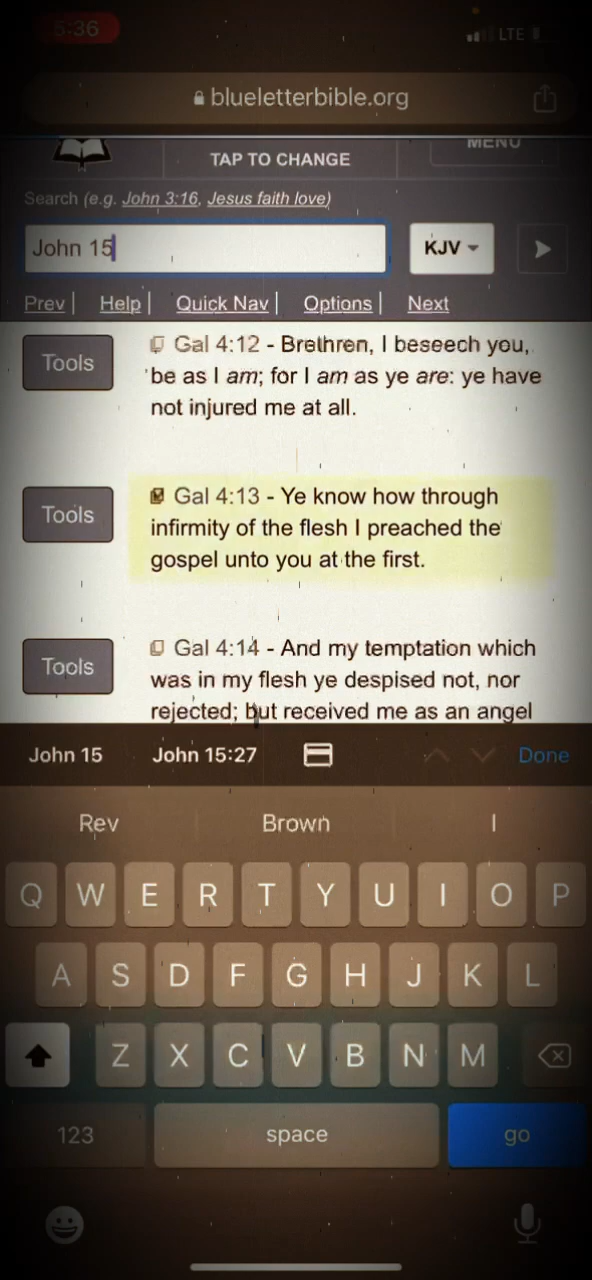 5:36
LTE
blueletterbible.org
TAP TO CHANGE
MENU
Search (e.g. John 3:16, Jesus faith love)
John 15
KJV
Prev | Help | Quick Nav | Options | Next
Tools
Gal 4:12 - Brethren, I beseech you,
be as I am; for I am as ye are: ye have
not injured me at all.
Tools
Gal 4:13 - Ye know how through
infirmity of the flesh I preached the
gospel unto you at the first.
Tools
Gal 4:14 - And my temptation which
was in my flesh ye despised not, nor
rejected; but received me as an angel
John 15 John 15:27 Done
Rev Brown I
Q W E R T Y U I O P
A S D F G H J K L
Z X C V B N M
123 space go